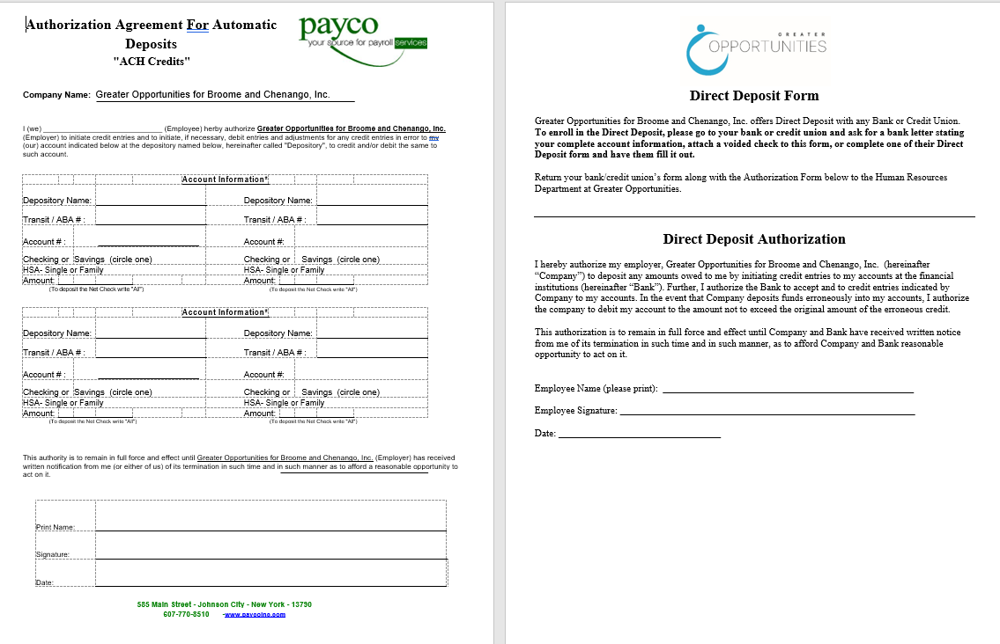 Authorization Agreement For Automatic
Deposits
"ACH Credits"
payco
your source for payroll services
Company Name: Greater Opportunities for Broome and Chenango, Inc.
I (we) ______________________________ (Employee) herby authorize Greater Opportunities for Broome and Chenango, Inc.
(Employer) to initiate credit entries and to initiate, if necessary, debit entries and adjustments for any credit entries in error to my
(our) account indicated below at the depository named below, hereinafter called "Depository", to credit and/or debit the same to
such account.
Account Information*
Depository Name: Depository Name:
Transit / ABA # : Transit / ABA # :
Account # : Account #:
Checking or Savings (circle one) Checking or Savings (circle one)
HSA- Single or Family HSA- Single or Family
Amount: Amount:
(To deposit the Net Check write "All") (To deposit the Net Check write "All")
Account Information*
Depository Name: Depository Name:
Transit / ABA # : Transit / ABA # :
Account # : Account #:
Checking or Savings (circle one) Checking or Savings (circle one)
HSA- Single or Family HSA- Single or Family
Amount: Amount:
(To deposit the Net Check write "All") (To deposit the Net Check write "All")
This authority is to remain in full force and effect until Greater Opportunities for Broome and Chenango, Inc. (Employer) has received
written notification from me (or either of us) of its termination in such time and in such manner as to afford a reasonable opportunity to
act on it.
Print Name:
Signature:
Date:
585 Main Street - Johnson City - New York - 13790
607-770-8510 -www.paycoinc.com
GREATER
OPPORTUNITIES
Direct Deposit Form
Greater Opportunities for Broome and Chenango, Inc. offers Direct Deposit with any Bank or Credit Union.
To enroll in the Direct Deposit, please go to your bank or credit union and ask for a bank letter stating
your complete account information, attach a voided check to this form, or complete one of their Direct
Deposit form and have them fill it out.
Return your bank/credit union’s form along with the Authorization Form below to the Human Resources
Department at Greater Opportunities.
Direct Deposit Authorization
I hereby authorize my employer, Greater Opportunities for Broome and Chenango, Inc. (hereinafter
“Company”) to deposit any amounts owed to me by initiating credit entries to my accounts at the financial
institutions (hereinafter “Bank”). Further, I authorize the Bank to accept and to credit entries indicated by
Company to my accounts. In the event that Company deposits funds erroneously into my accounts, I authorize
the company to debit my account to the amount not to exceed the original amount of the erroneous credit.
This authorization is to remain in full force and effect until Company and Bank have received written notice
from me of its termination in such time and in such manner, as to afford Company and Bank reasonable
opportunity to act on it.
Employee Name (please print):
Employee Signature:
Date: